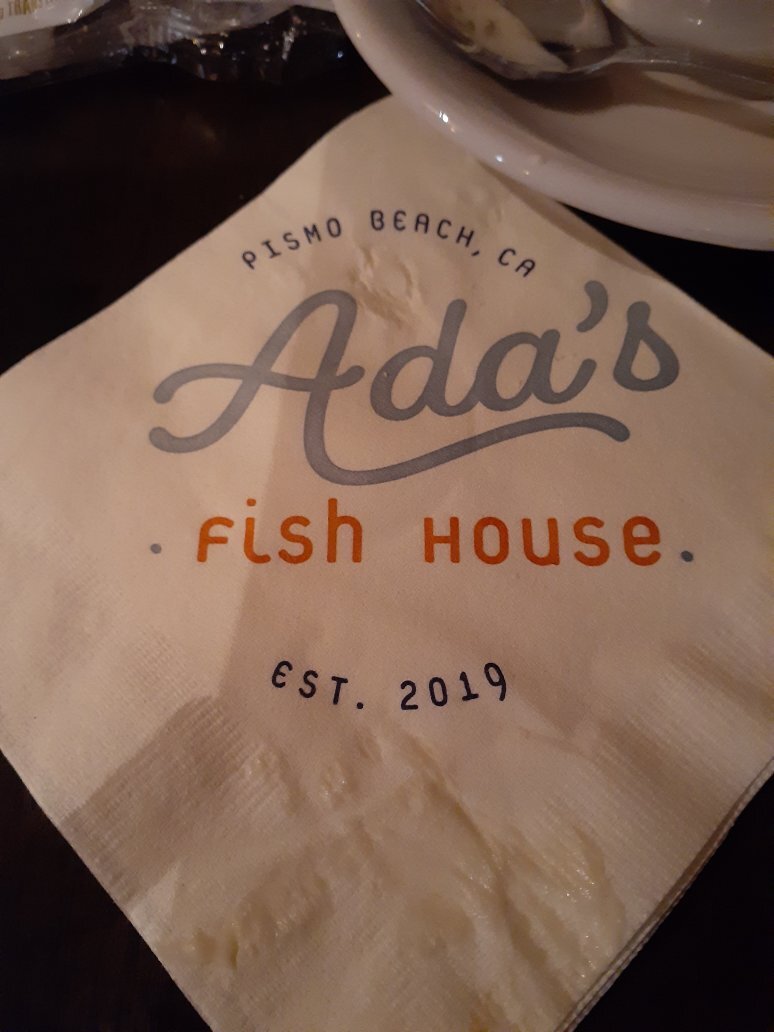 PISMO BEACH, CA
Ada's
. Fish House.
EST. 2019